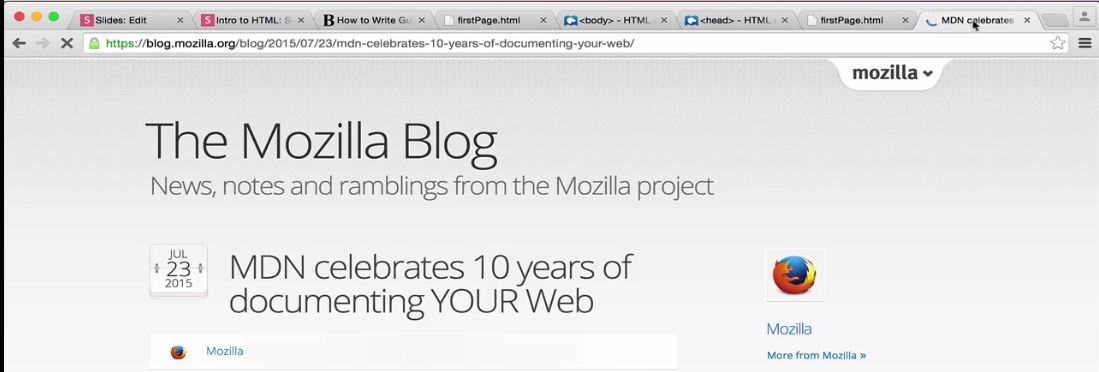 Slides: Edit
Intro to HTML: S
How to Write Gu
firstPage.html
<body> - HTML
<head> - HTML
firstPage.html
MDN celebrates
https://blog.mozilla.org/blog/2015/07/23/mdn-celebrates-10-years-of-documenting-your-web/
mozilla
The Mozilla Blog
News, notes and ramblings from the Mozilla project
JUL
23
2015
MDN celebrates 10 years of
documenting YOUR Web
Mozilla
Mozilla
More from Mozilla »